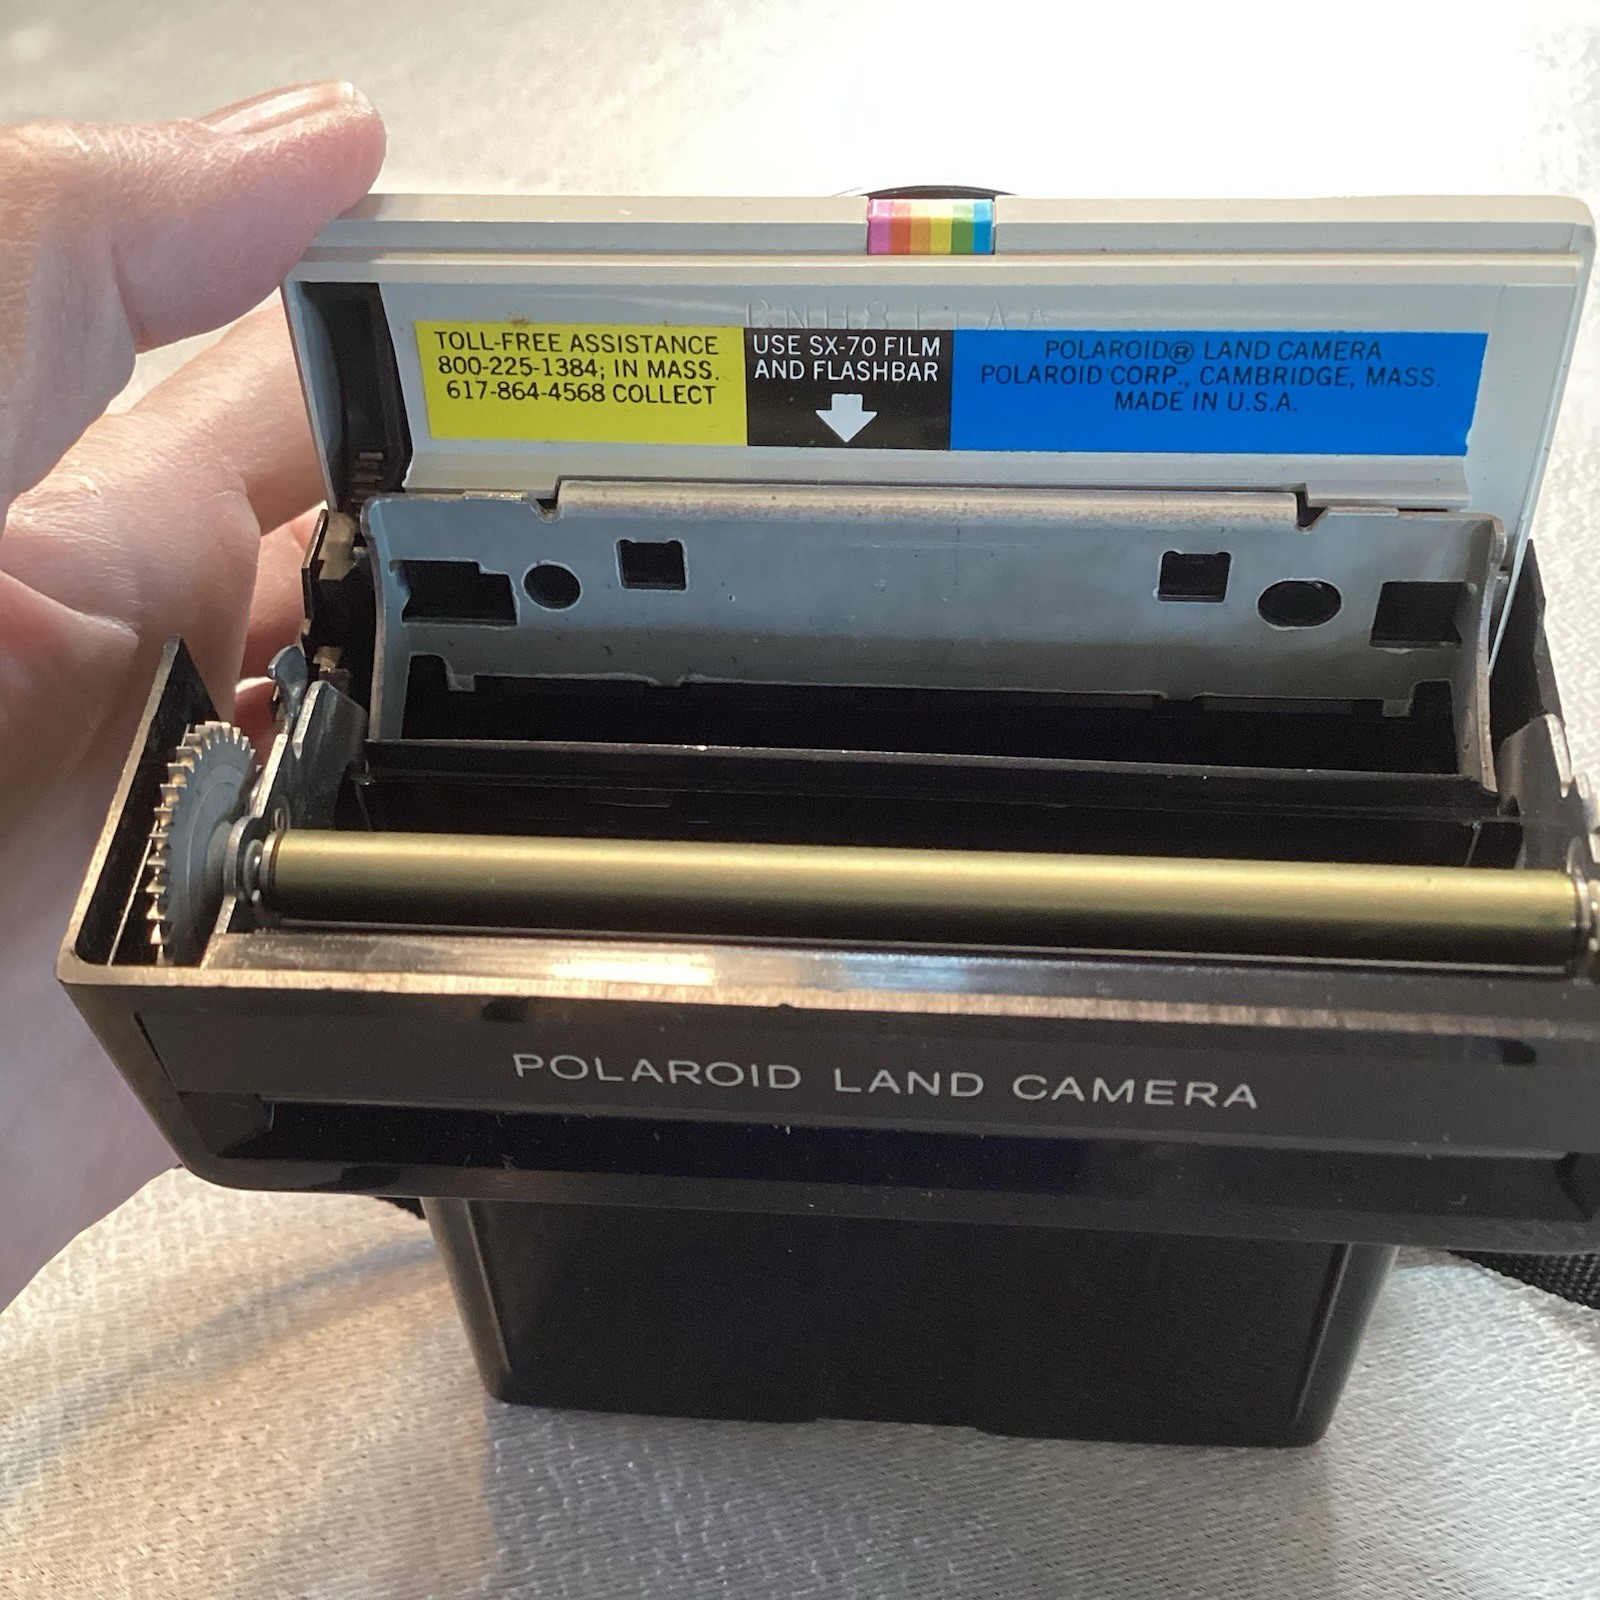 TOLL-FREE ASSISTANCE
800-225-1384; IN MASS.
617-864-4568 COLLECT
USE SX-70 FILM
AND FLASHBAR
POLAROID® LAND CAMERA
POLAROID CORP., CAMBRIDGE, MASS.
MADE IN U.S.A.
POLAROID LAND CAMERA